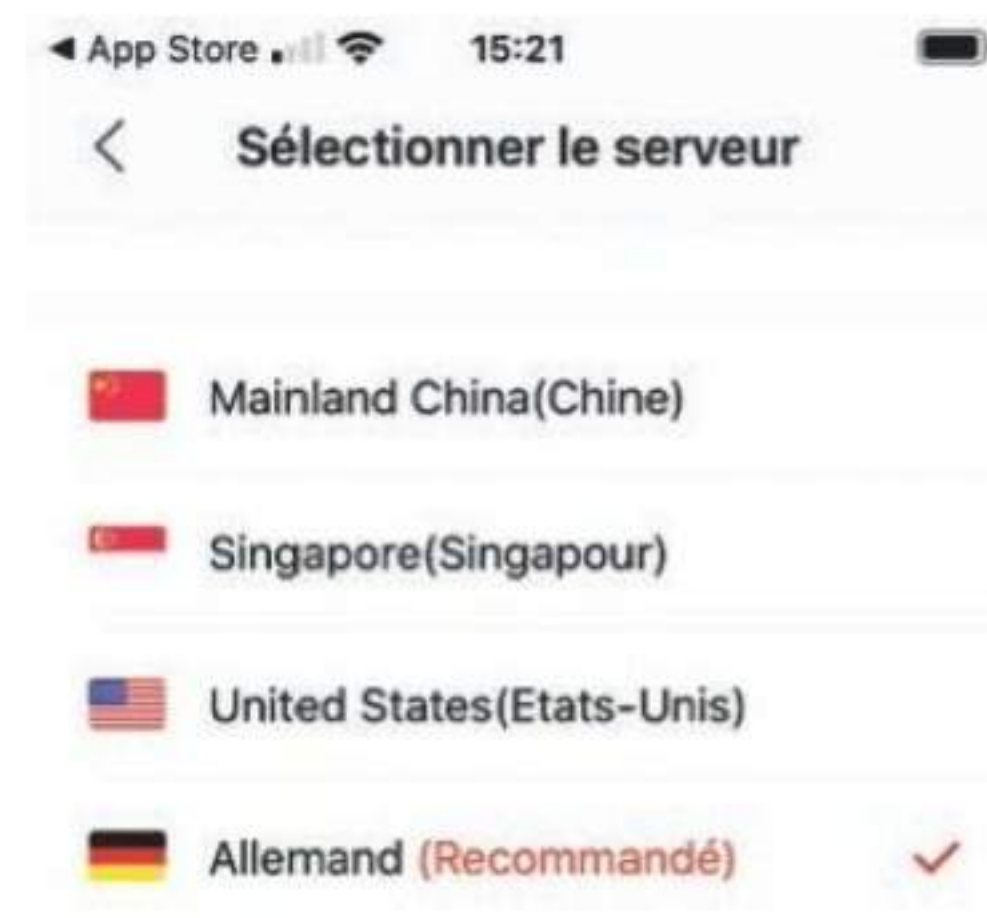 ◀ App Store 15:21
Sélectionner le serveur
Mainland China(Chine)
Singapore(Singapour)
United States(Etats-Unis)
Allemand (Recommandé)